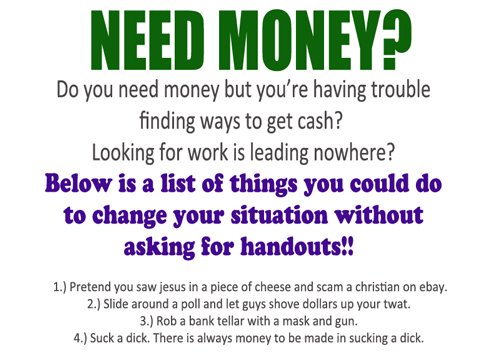 NEED MONEY?
Do you need money but you're having trouble
finding ways to get cash?
Looking for work is leading nowhere?
Below is a list of things you could do
to change your situation without
asking for handouts!!
1.) Pretend you saw jesus in a piece of cheese and scam a christian on ebay.
2.) Slide around a poll and let guys shove dollars up your twat.
3.) Rob a bank tellar with a mask and gun.
4.) Suck a dick. There is always money to be made in sucking a dick.